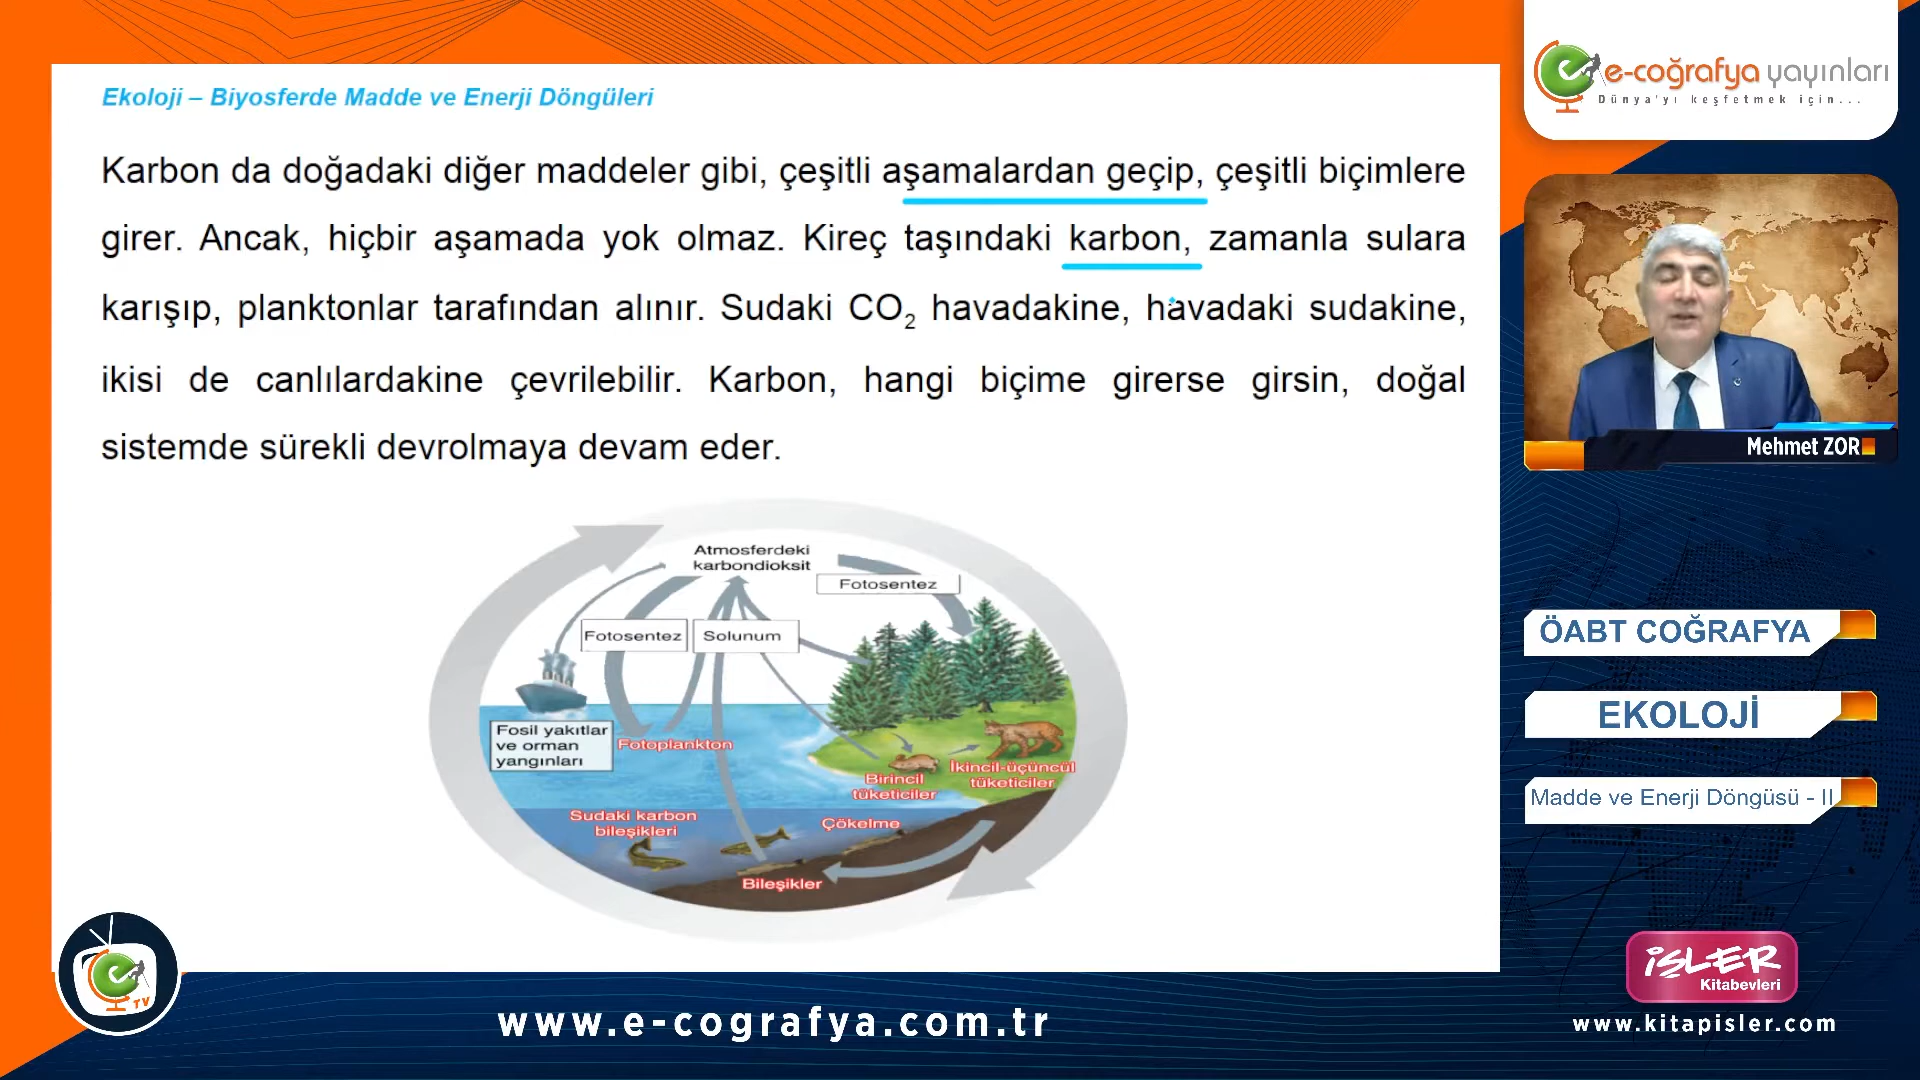 Ekoloji – Biyosferde Madde ve Enerji Döngüleri
Karbon da doğadaki diğer maddeler gibi, çeşitli aşamalardan geçip, çeşitli biçimlere
girer. Ancak, hiçbir aşamada yok olmaz. Kireç taşındaki karbon, zamanla sulara
karışıp, planktonlar tarafından alınır. Sudaki CO₂ havadakine, havadaki sudakine,
ikisi de canlılardakine çevrilebilir. Karbon, hangi biçime girerse girsin, doğal
sistemde sürekli devrolmaya devam eder.
Atmosferdeki
karbondioksit
Fotosentez
Fotosentez
Solunum
Fosil yakıtlar
ve orman
yangınları
Fotoplankton
Birincil
tüketiciler
İkincil-üçüncül
tüketiciler
Sudaki karbon
bileşikleri
Çökelme
Bileşikler
e-coğrafya yayınları
Dünya'yı keşfetmek için...
Mehmet ZOR
ÖABT COĞRAFYA
EKOLOJİ
Madde ve Enerji Döngüsü - II
İŞLER
Kitabevleri
www.kitapisler.com
e
TV
www.e-cografya.com.tr